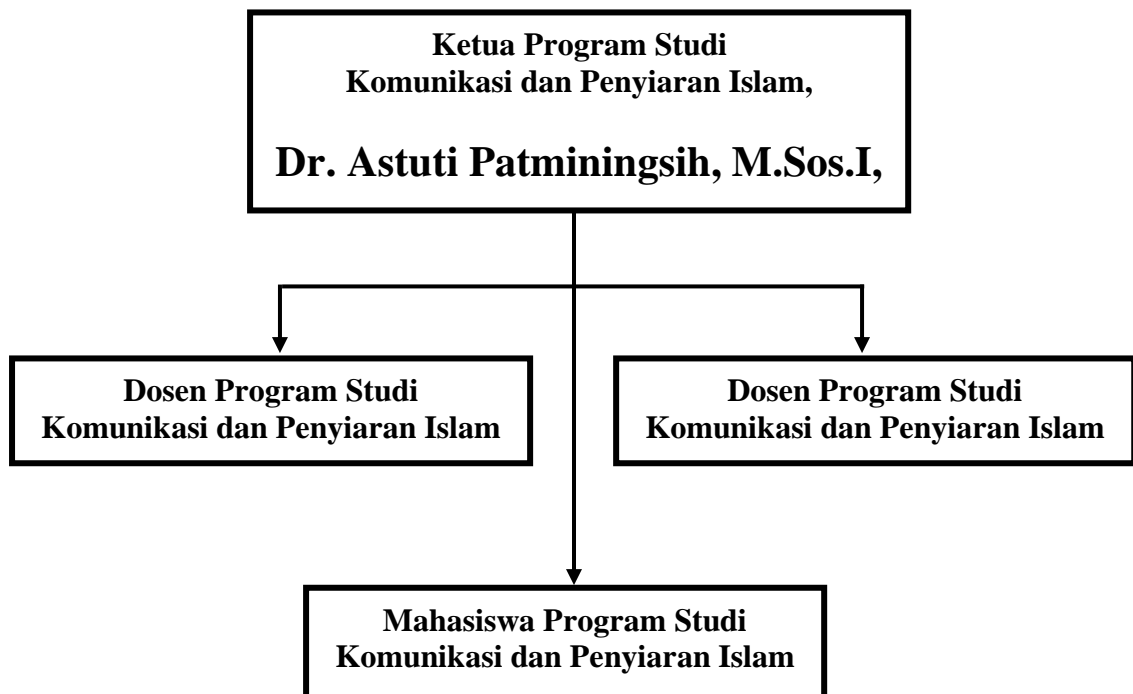 Ketua Program Studi
Komunikasi dan Penyiaran Islam,
Dr. Astuti Patminingsih, M.Sos.I,
Dosen Program Studi
Komunikasi dan Penyiaran Islam
Dosen Program Studi
Komunikasi dan Penyiaran Islam
Mahasiswa Program Studi
Komunikasi dan Penyiaran Islam